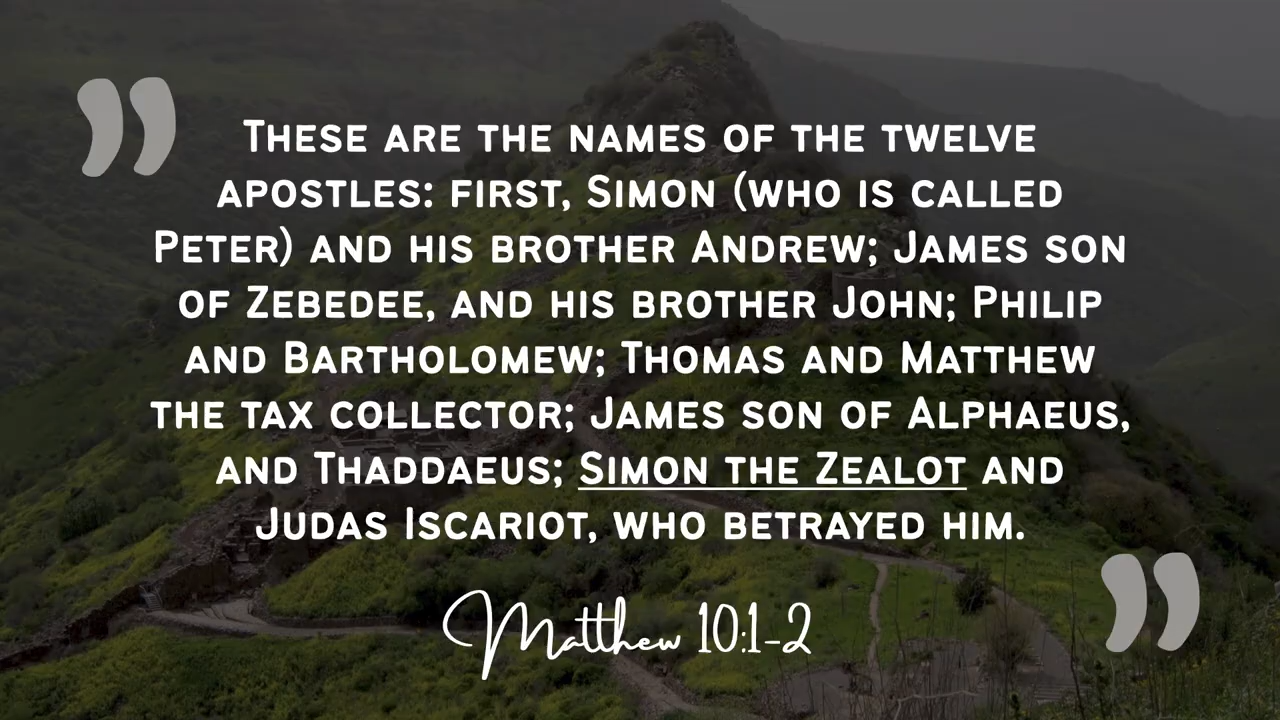 These are the names of the twelve
apostles: first, Simon (who is called
Peter) and his brother Andrew; James son
of Zebedee, and his brother John; Philip
and Bartholomew; Thomas and Matthew
the tax collector; James son of Alphaeus,
and Thaddaeus; Simon the Zealot and
Judas Iscariot, who betrayed him.
Matthew 10:1-2